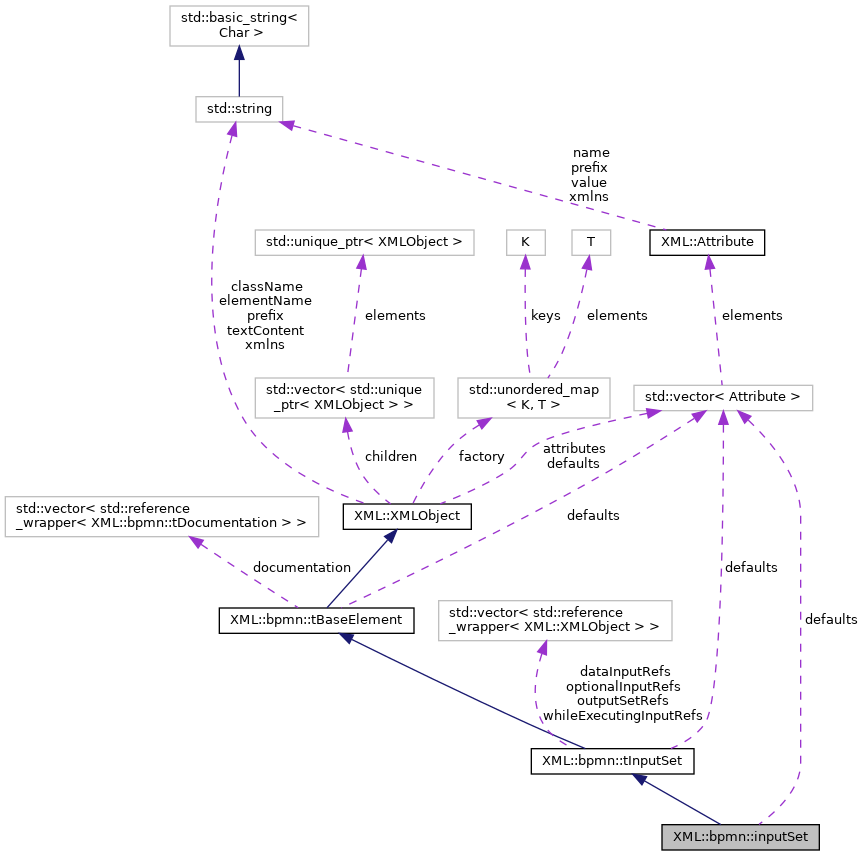 std::basic_string<
Char >
std::string
name
prefix
value
xmlns
std::unique_ptr< XMLObject >
K
T
XML::Attribute
className
elementName
prefix
textContent
xmlns
elements
keys
elements
elements
std::vector< std::unique
_ptr< XMLObject > >
std::unordered_map
< K, T >
std::vector< Attribute >
children
factory
attributes
defaults
std::vector< std::reference
_wrapper< XML::bpmn::tDocumentation > >
XML::XMLObject
defaults
documentation
defaults
XML::bpmn::tBaseElement
std::vector< std::reference
_wrapper< XML::XMLObject > >
defaults
dataInputRefs
optionalInputRefs
outputSetRefs
whileExecutingInputRefs
XML::bpmn::tInputSet
XML::bpmn::inputSet